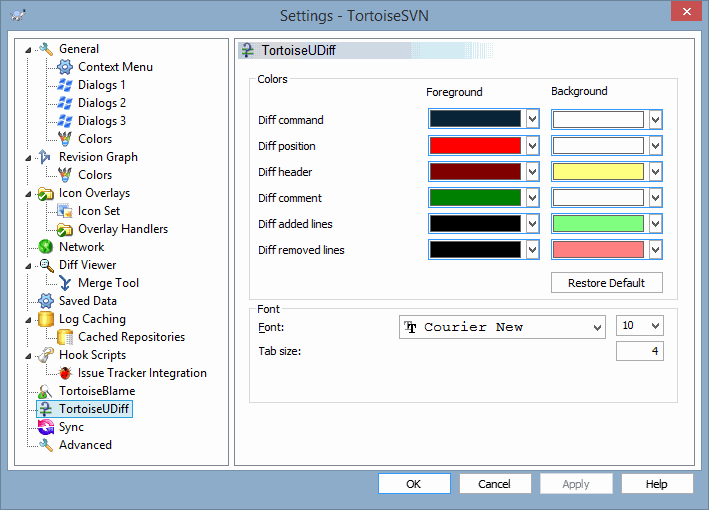 Settings - TortoiseSVN
General
Context Menu
Dialogs 1
Dialogs 2
Dialogs 3
Colors
Revision Graph
Colors
Icon Overlays
Icon Set
Overlay Handlers
Network
Diff Viewer
Merge Tool
Saved Data
Log Caching
Cached Repositories
Hook Scripts
Issue Tracker Integration
TortoiseBlame
TortoiseUDiff
Sync
Advanced
TortoiseUDiff
Colors
Foreground Background
Diff command
Diff position
Diff header
Diff comment
Diff added lines
Diff removed lines
Restore Default
Font
Font: Courier New 10
Tab size: 4
OK Cancel Apply Help